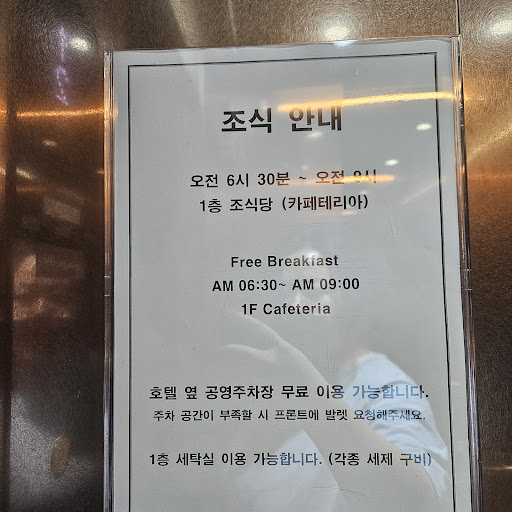 조식 안내
오전 6시 30분 ~ 오전 9시
1층 조식당 (카페테리아)
Free Breakfast
AM 06:30~ AM 09:00
1F Cafeteria
호텔 옆 공영주차장 무료 이용 가능합니다.
주차 공간이 부족할 시 프론트에 발렛 요청해주세요.
1층 세탁실 이용 가능합니다. (각종 세제 구비)